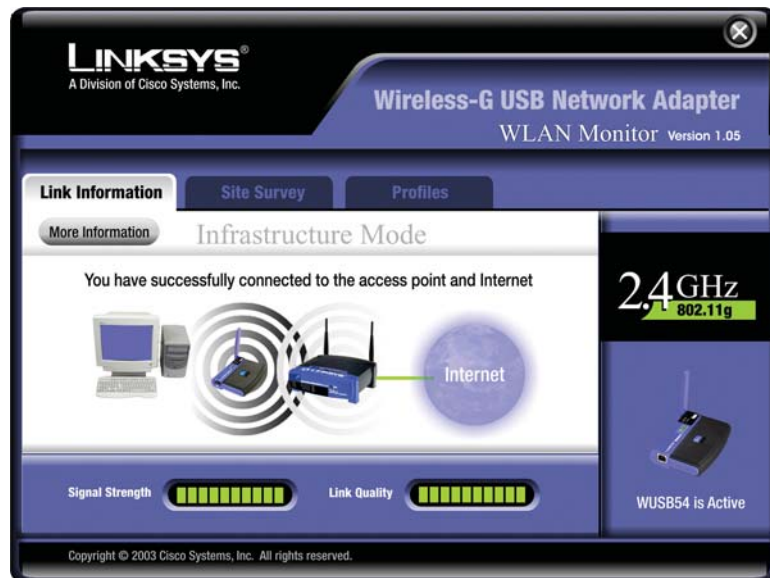 LINKSYS®
A Division of Cisco Systems, Inc.
Wireless-G USB Network Adapter
WLAN Monitor Version 1.05
Link Information
Site Survey
Profiles
More Information
Infrastructure Mode
You have successfully connected to the access point and Internet
Internet
2.4GHz
802.11g
Signal Strength
Link Quality
WUSB54 is Active
Copyright © 2003 Cisco Systems, Inc. All rights reserved.